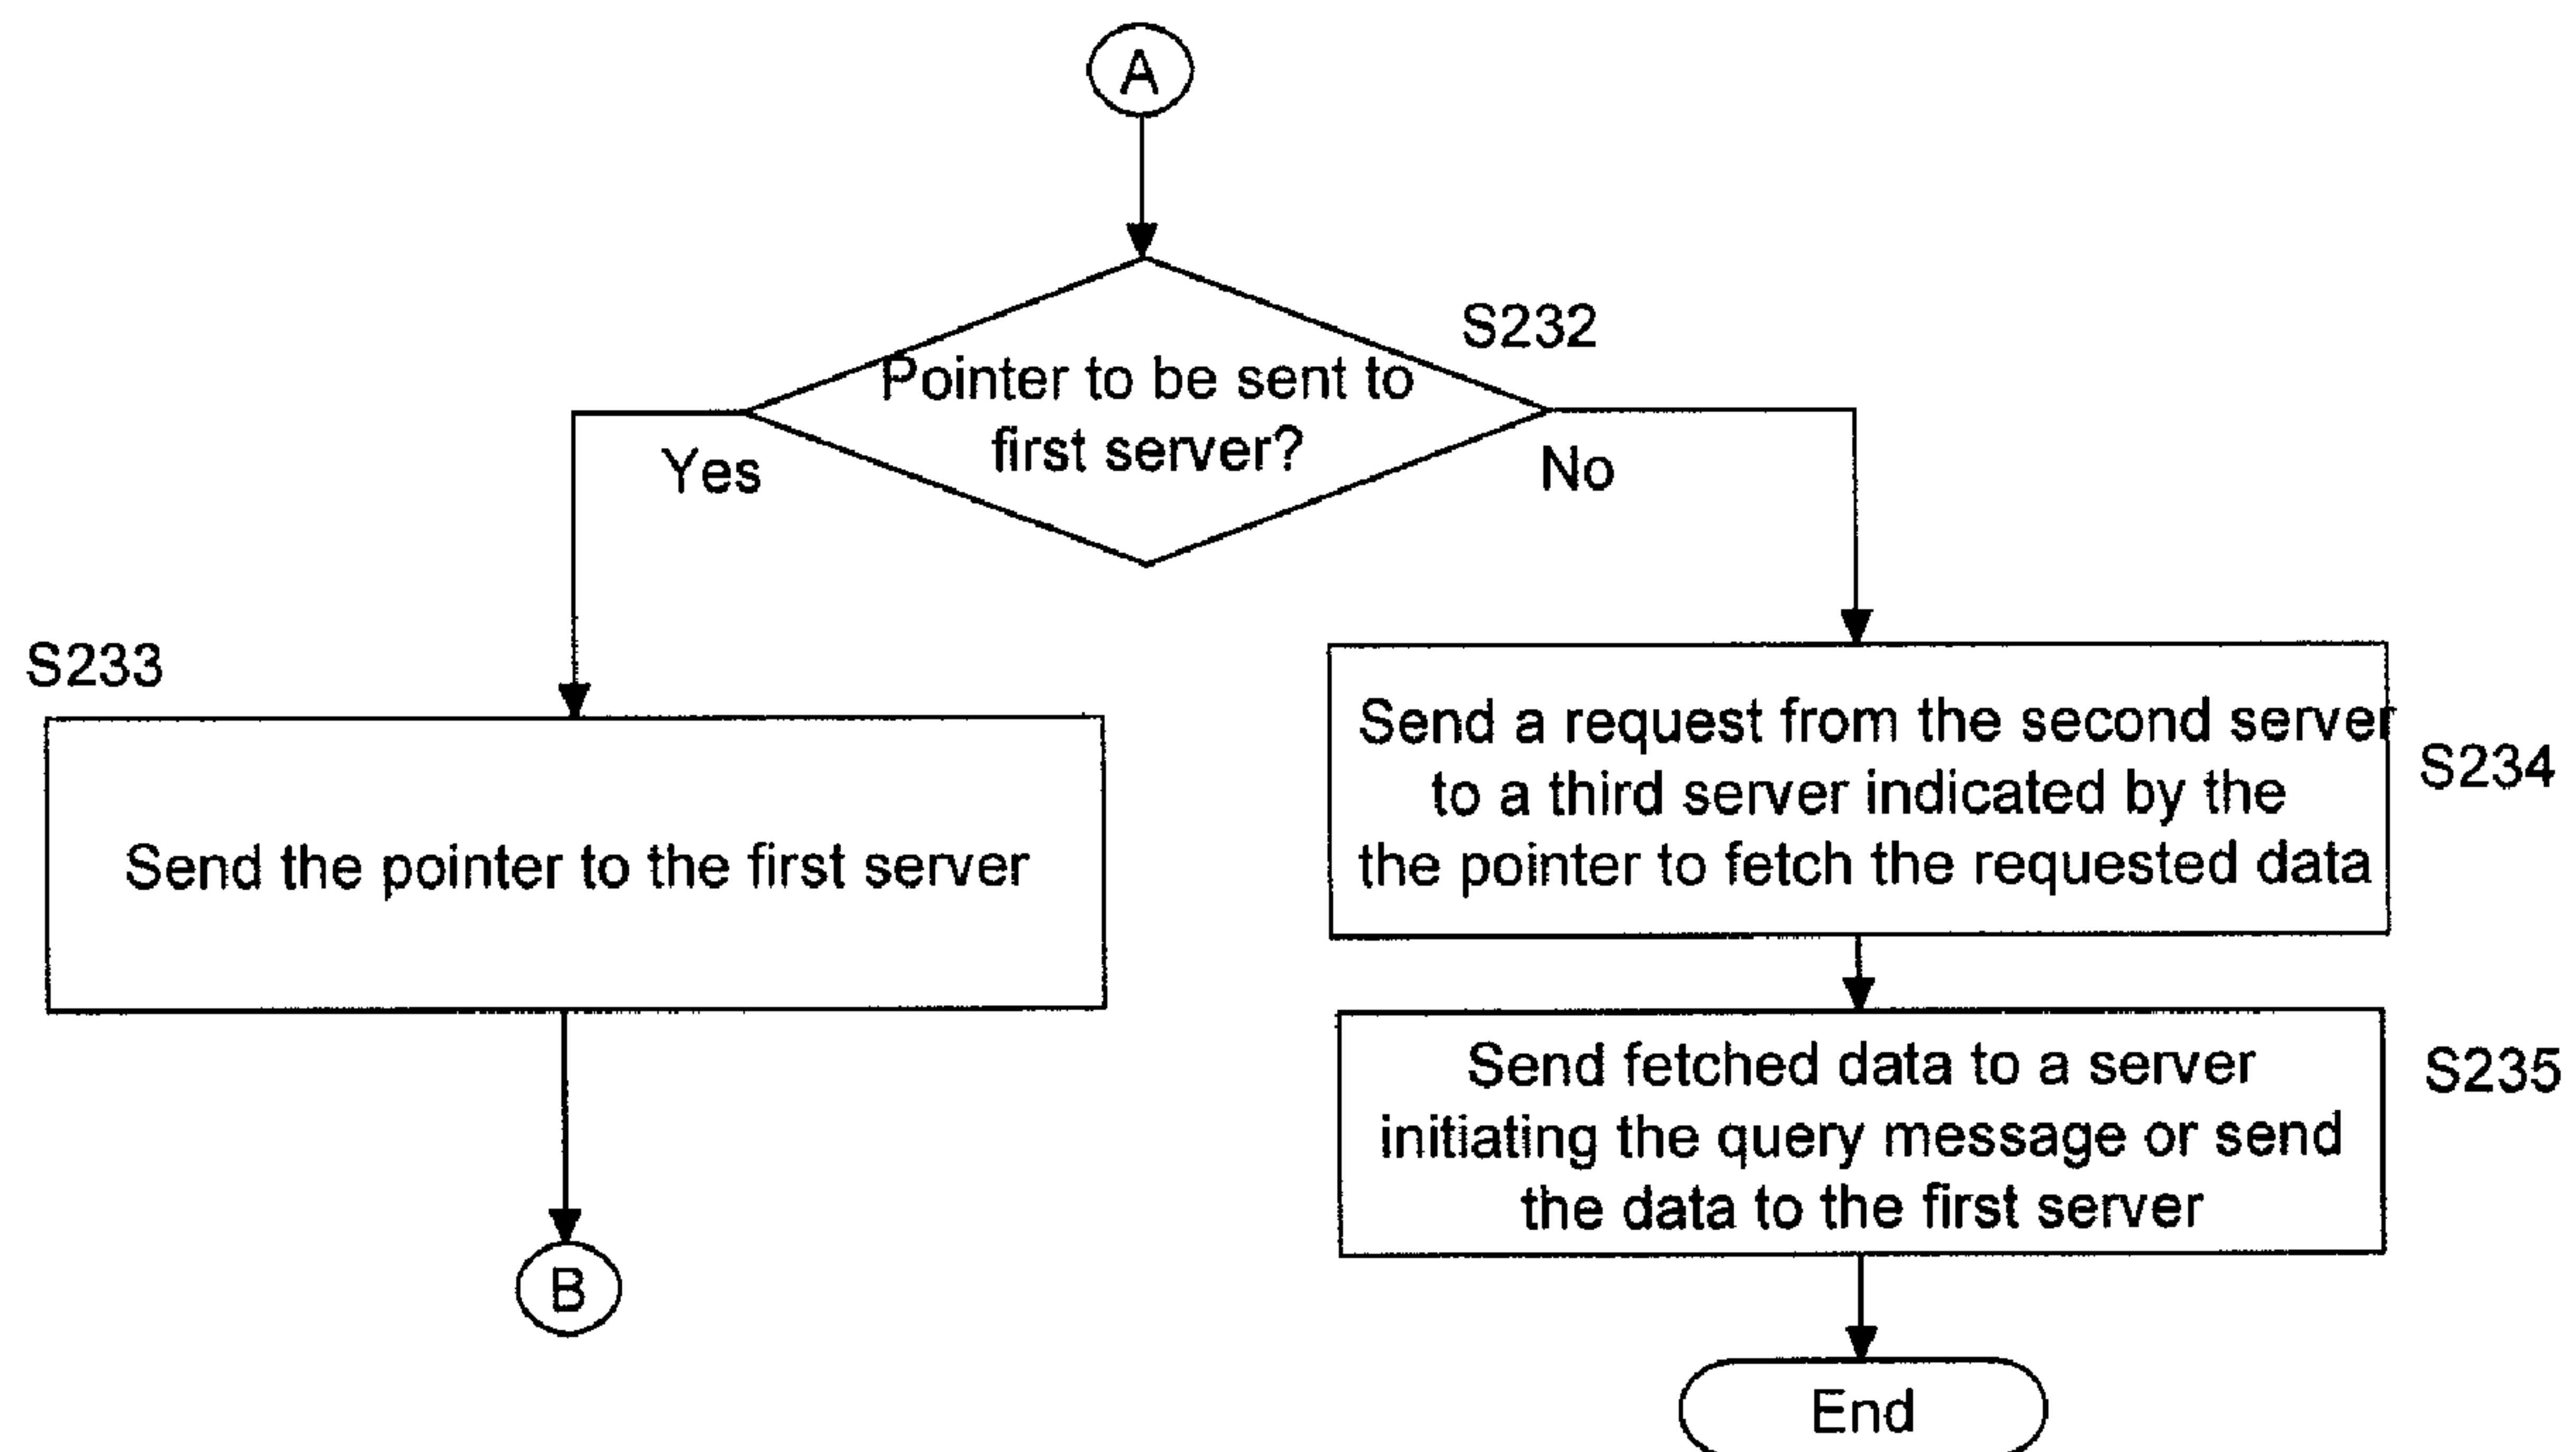 A
S232
Pointer to be sent to
first server?
Yes
No
S233
Send the pointer to the first server
B
Send a request from the second server
to a third server indicated by the
the pointer to fetch the requested data
S234
Send fetched data to a server
initiating the query message or send
the data to the first server
S235
End